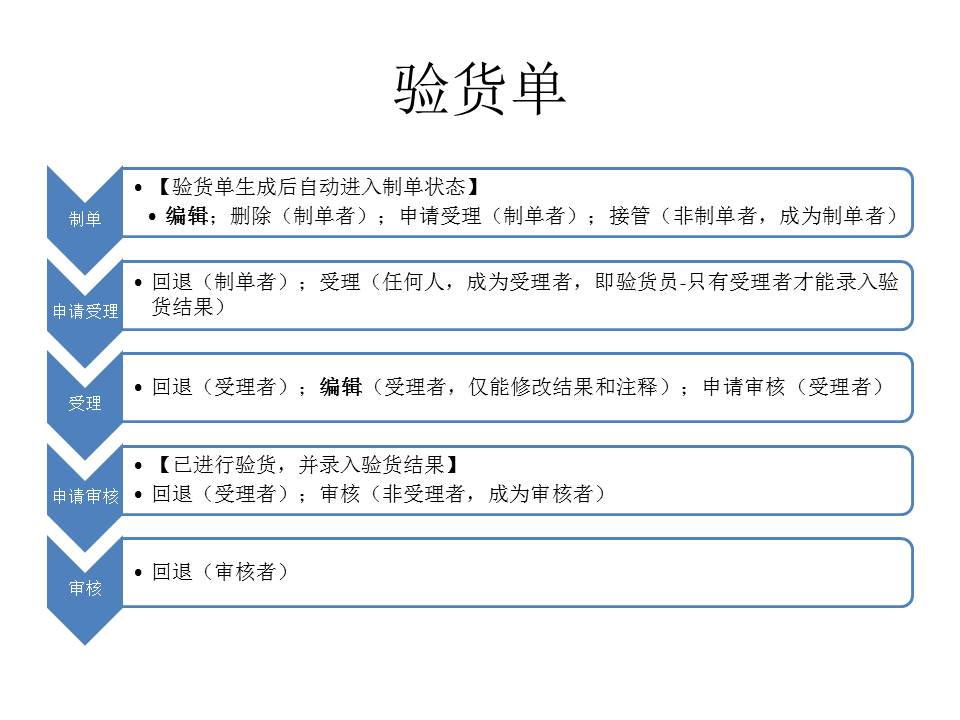 验货单
制单
• 【验货单生成后自动进入制单状态】
• 编辑；删除（制单者）；申请受理（制单者）；接管（非制单者，成为制单者）
申请受理
• 回退（制单者）；受理（任何人，成为受理者，即验货员-只有受理者才能录入验
货结果）
受理
• 回退（受理者）；编辑（受理者，仅能修改结果和注释）；申请审核（受理者）
申请审核
• 【已进行验货，并录入验货结果】
• 回退（受理者）；审核（非受理者，成为审核者）
审核
• 回退（审核者）